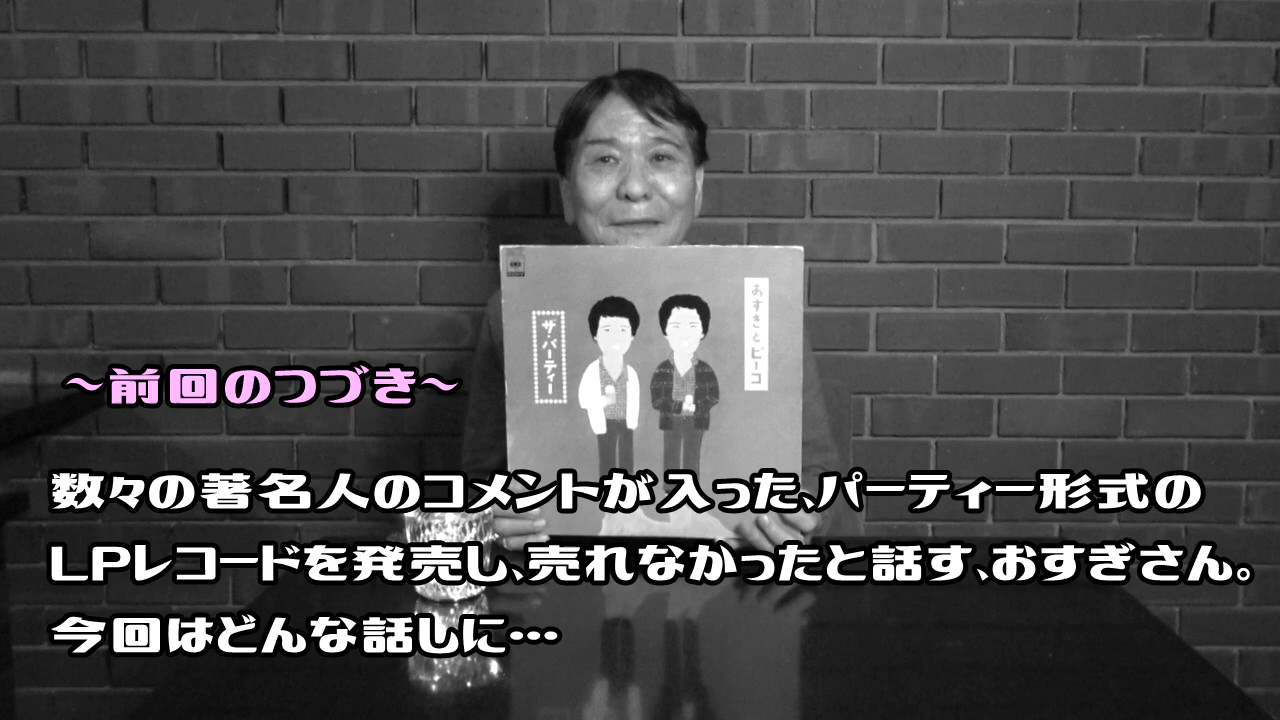 おすぎとピーコ
ザ・パーティー
～前回のつづき～
数々の著名人のコメントが入った、パーティー形式の
LPレコードを発売し、売れなかったと話す、おすぎさん。
今回はどんな話しに…